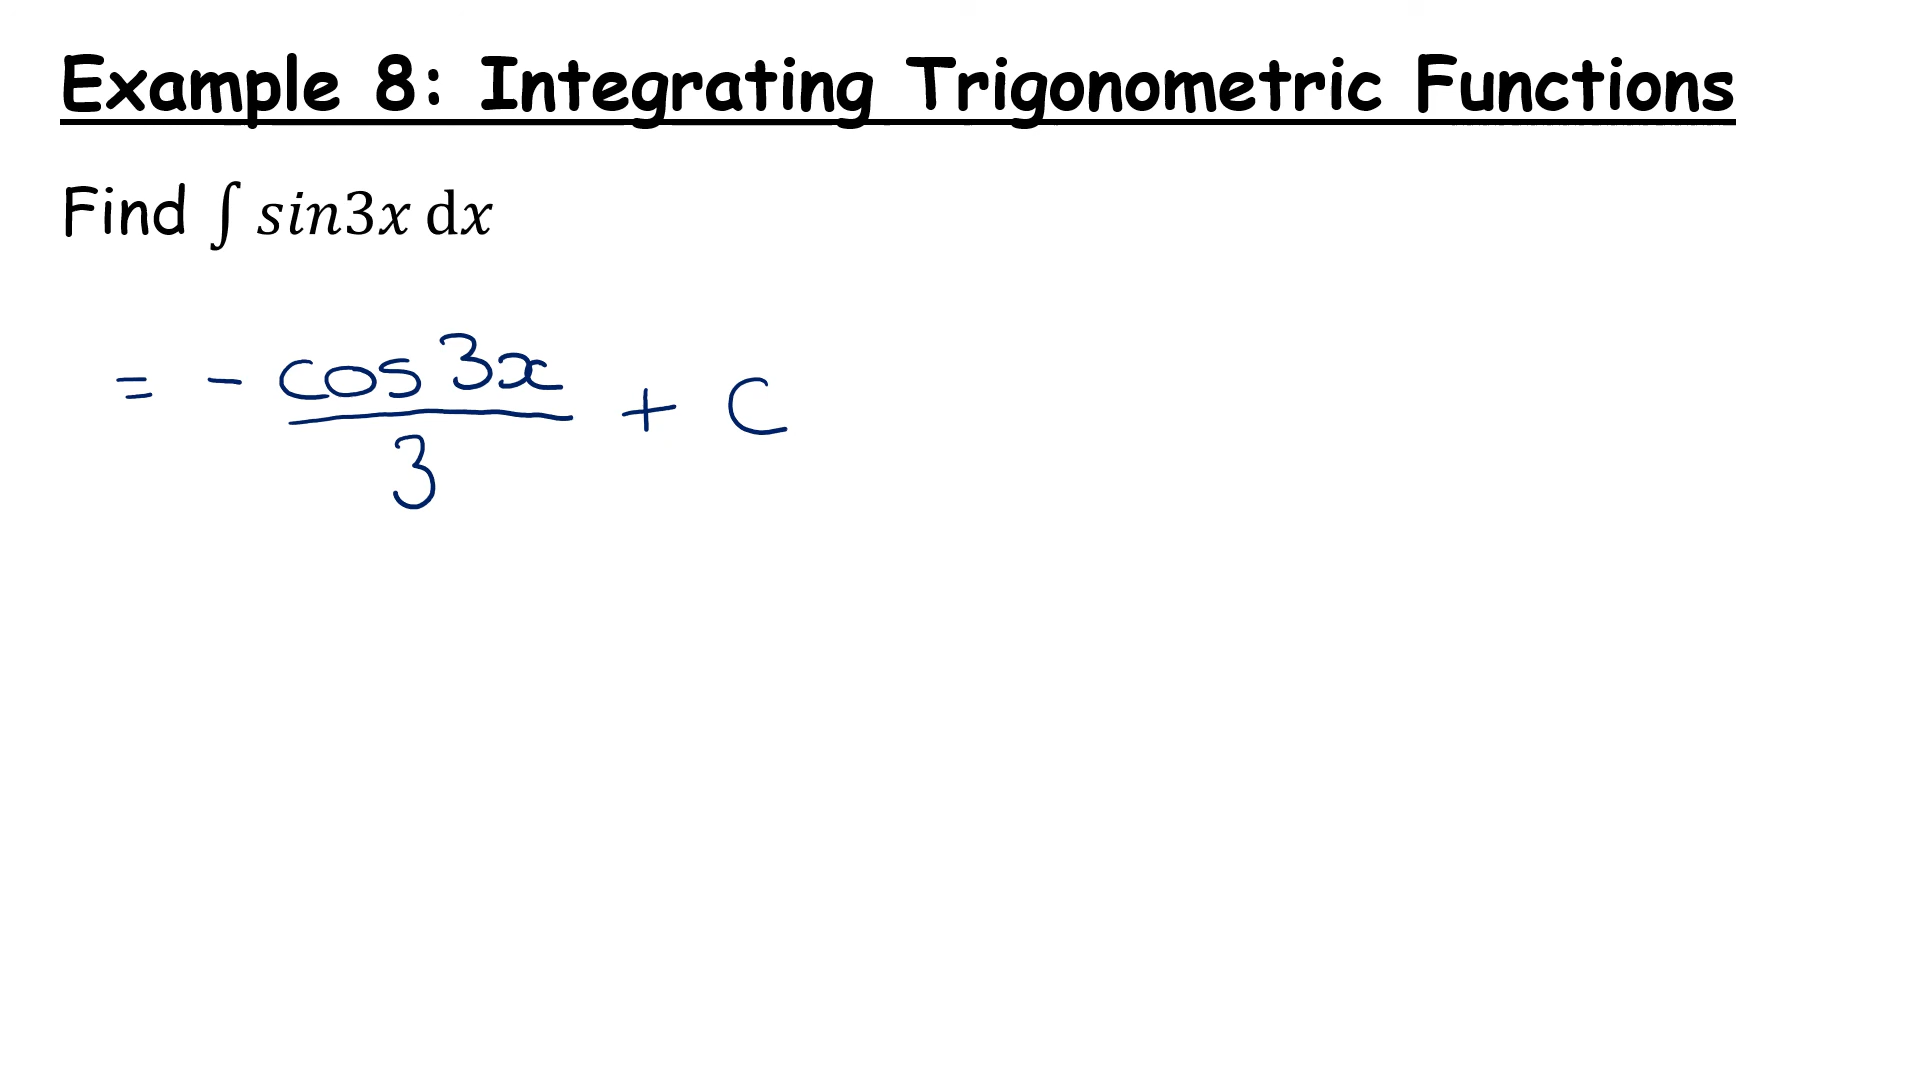 Example 8: Integrating Trigonometric Functions
Find ∫ sin3x dx
= - cos 3x / 3 + C